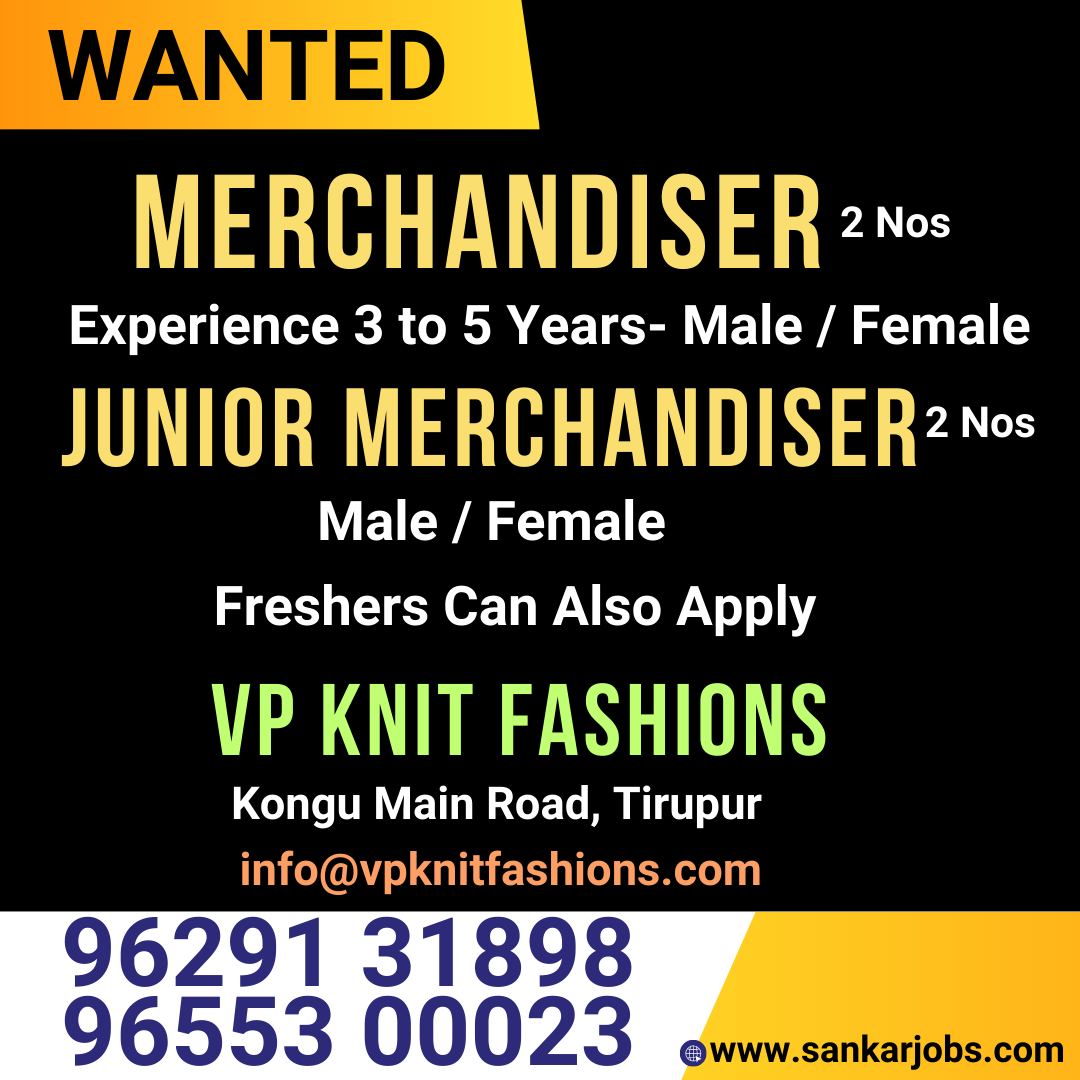 WANTED
MERCHANDISER 2 Nos
Experience 3 to 5 Years- Male / Female
JUNIOR MERCHANDISER 2 Nos
Male / Female
Freshers Can Also Apply
VP KNIT FASHIONS
Kongu Main Road, Tirupur
info@vpknitfashions.com
96291 31898
96553 00023
www.sankarjobs.com